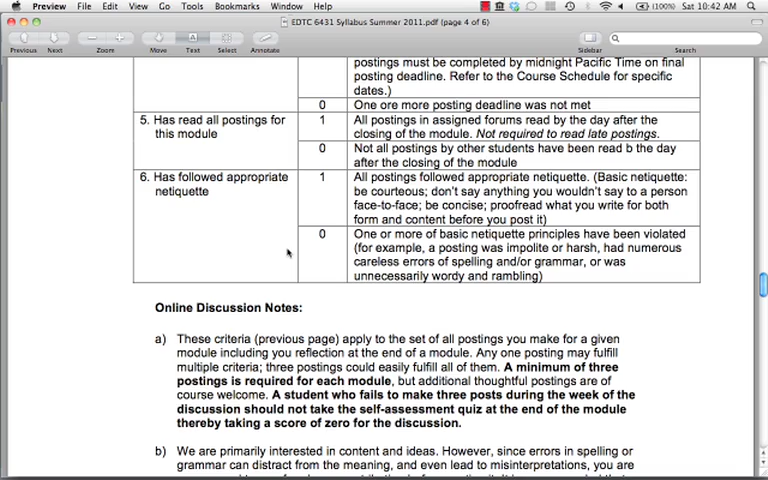 Preview File Edit View Go Tools Bookmarks Window Help (100%) Sat 10:42 AM
EDTC 6431 Syllabus Summer 2011.pdf (page 4 of 6)
Previous Next Zoom Move Text Select Annotate Sidebar Search
postings must be completed by midnight Pacific Time on final
posting deadline. Refer to the Course Schedule for specific
dates.)
0 One ore more posting deadline was not met
5. Has read all postings for this module
1 All postings in assigned forums read by the day after the
closing of the module. Not required to read late postings.
0 Not all postings by other students have been read b the day
after the closing of the module
6. Has followed appropriate netiquette
1 All postings followed appropriate netiquette. (Basic netiquette:
be courteous; don't say anything you wouldn't say to a person
face-to-face; be concise; proofread what you write for both
form and content before you post it)
0 One or more of basic netiquette principles have been violated
(for example, a posting was impolite or harsh, had numerous
careless errors of spelling and/or grammar, or was
unnecessarily wordy and rambling)
Online Discussion Notes:
a) These criteria (previous page) apply to the set of all postings you make for a given
module including you reflection at the end of a module. Any one posting may fulfill
multiple criteria; three postings could easily fulfill all of them. A minimum of three
postings is required for each module, but additional thoughtful postings are of
course welcome. A student who fails to make three posts during the week of the
discussion should not take the self-assessment quiz at the end of the module
thereby taking a score of zero for the discussion.
b) We are primarily interested in content and ideas. However, since errors in spelling or
grammar can distract from the meaning, and even lead to misinterpretations, you are